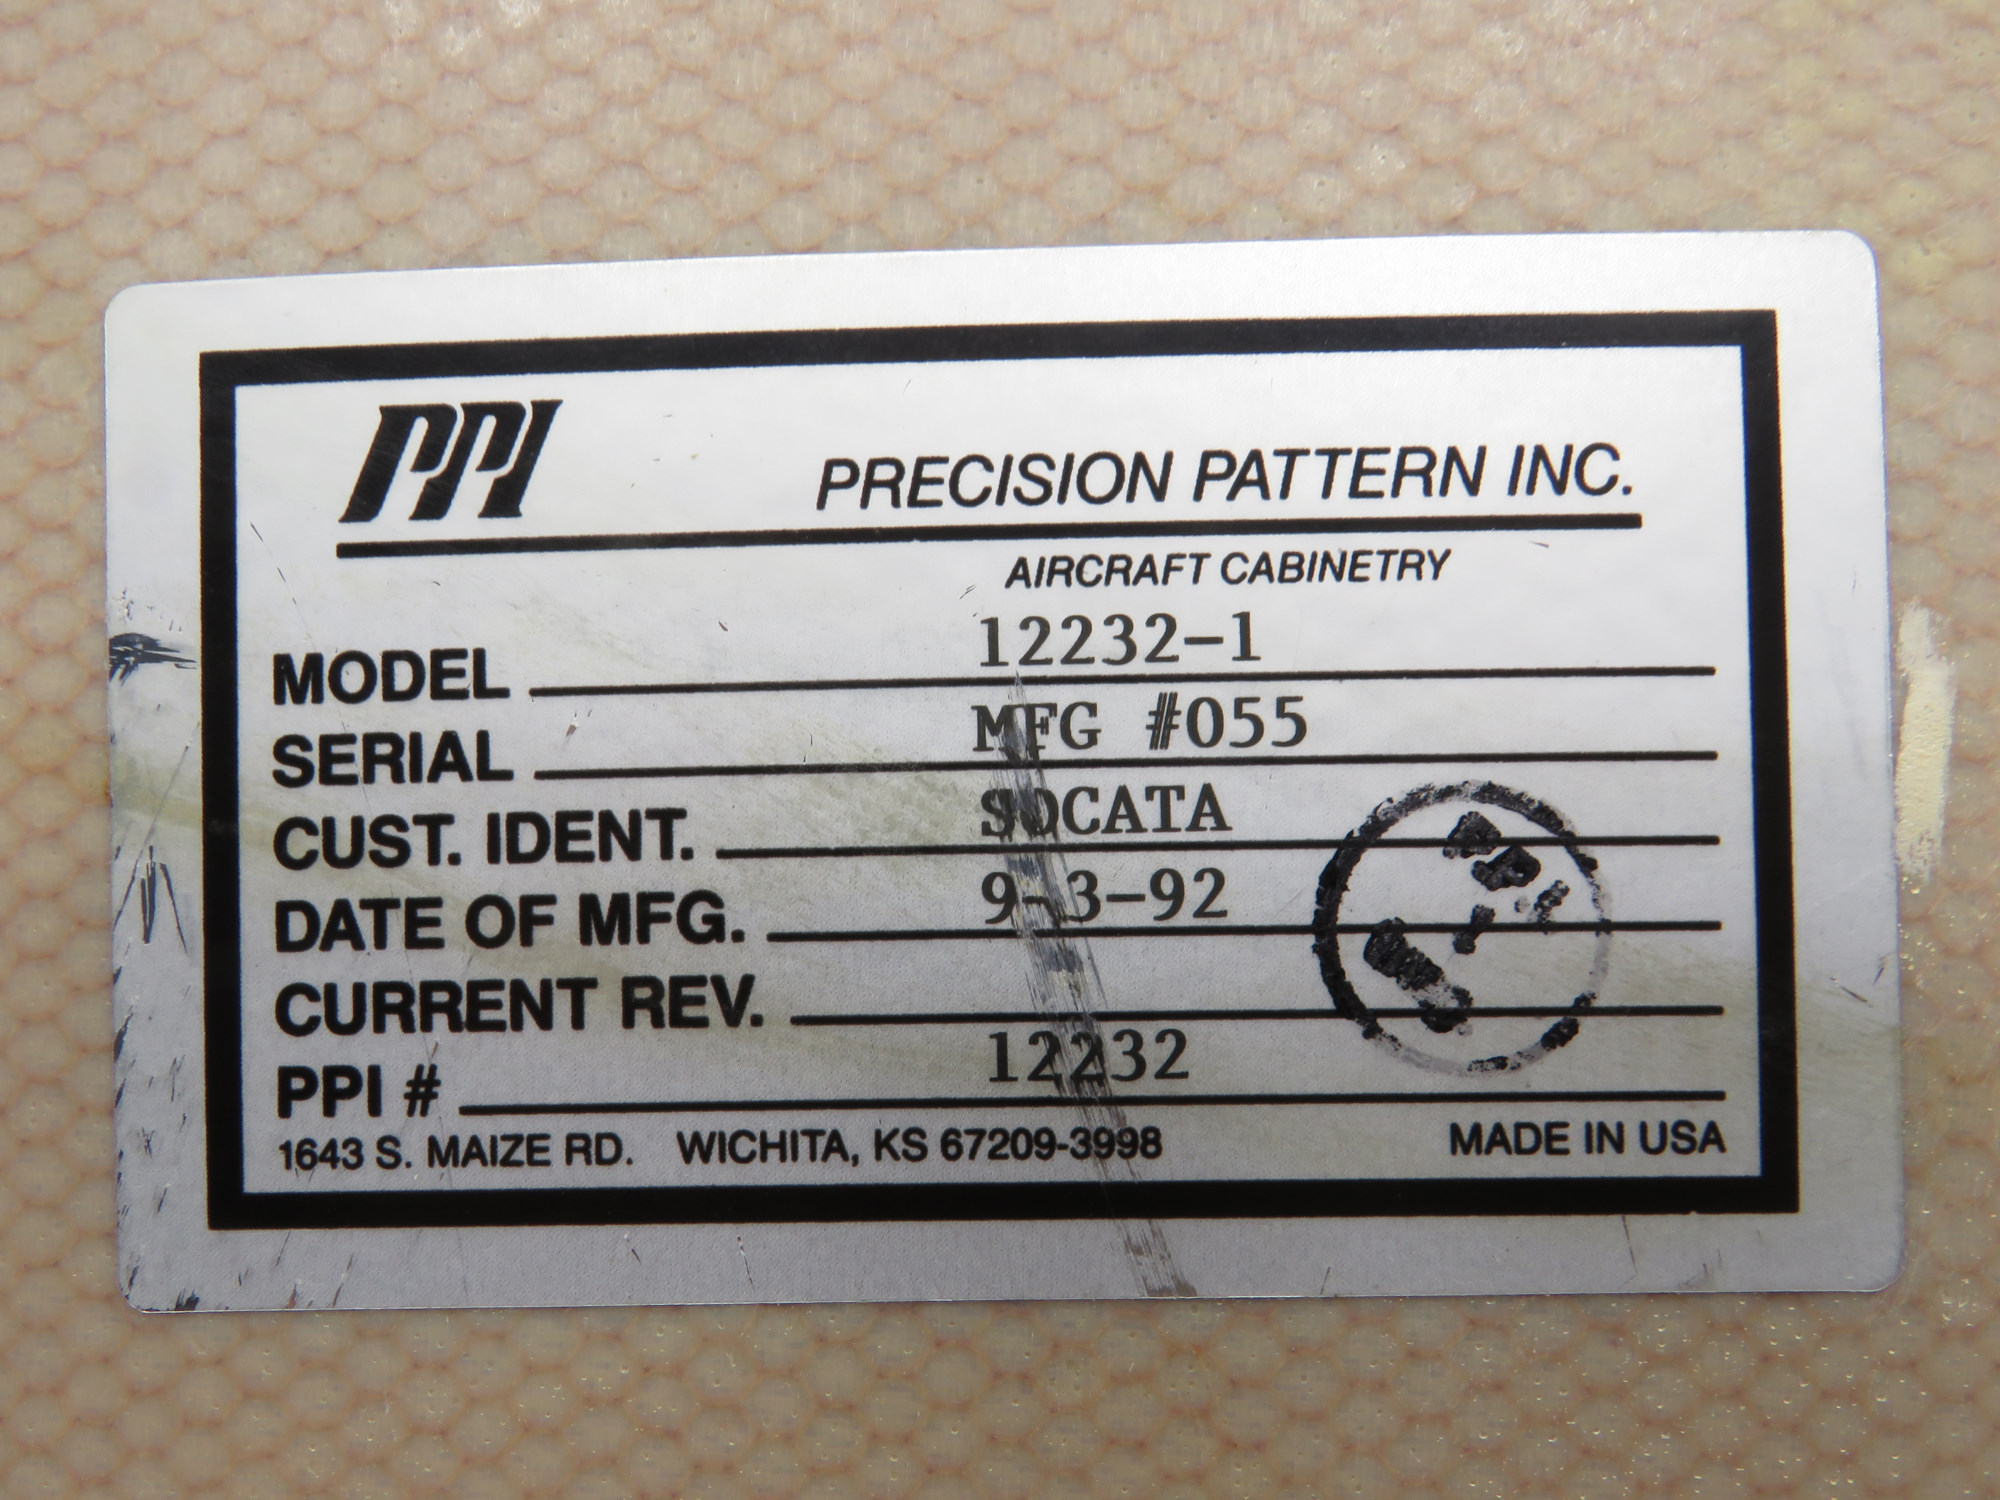 PPI
PRECISION PATTERN INC.
AIRCRAFT CABINETRY
MODEL 12232-1
SERIAL MFG #055
CUST. IDENT. SOCATA
DATE OF MFG. 9-3-92
CURRENT REV.
PPI # 12232
1643 S. MAIZE RD. WICHITA, KS 67209-3998 MADE IN USA